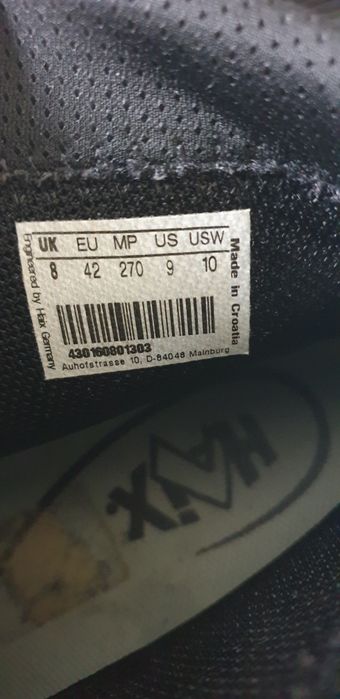 UK EU MP US USW
8 42 270 9 10
430160801303
Auhofstrasse 10, D-84048 Mainburg
Engineered by Haix Germany
Made in Croatia
HAIX®